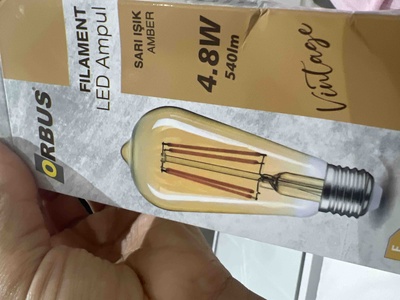 ORBUS
FILAMENT
LED Ampul
SARI IŞIK
AMBER
4.8W
540lm
Vintage
F